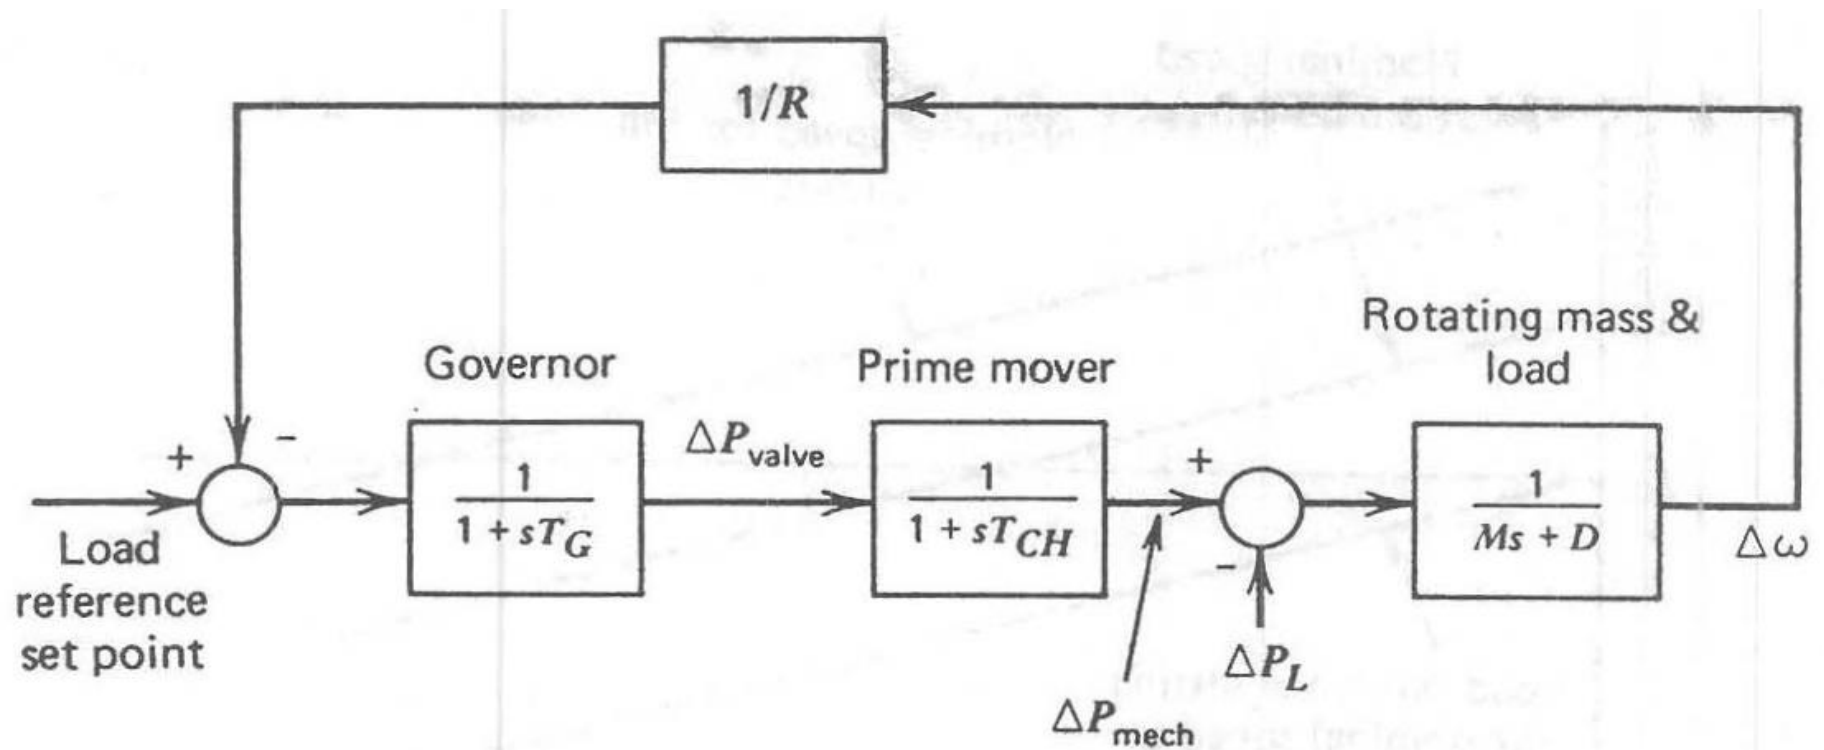 1/R
Rotating mass &
load
Governor
Prime mover
+
−
ΔP_valve
+
1
1 + sT_G
1
1 + sT_CH
1
Ms + D
Δω
Load
reference
set point
−
ΔP_L
ΔP_mech